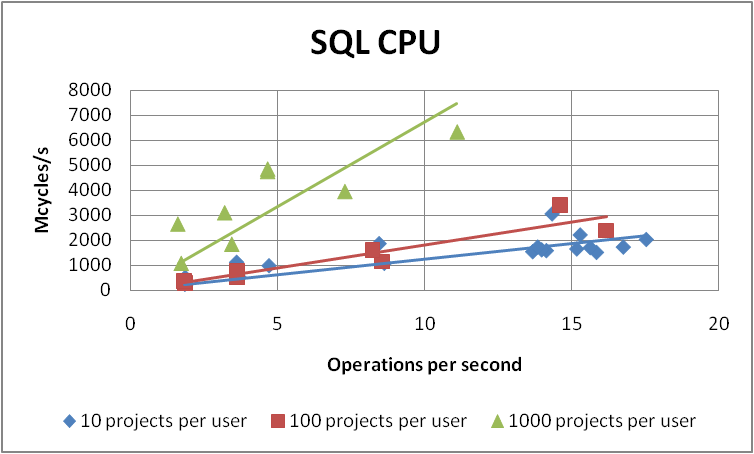 SQL CPU
8000
7000
6000
5000
4000
3000
2000
1000
0
Mcycles/s
0 5 10 15 20
Operations per second
10 projects per user 100 projects per user 1000 projects per user